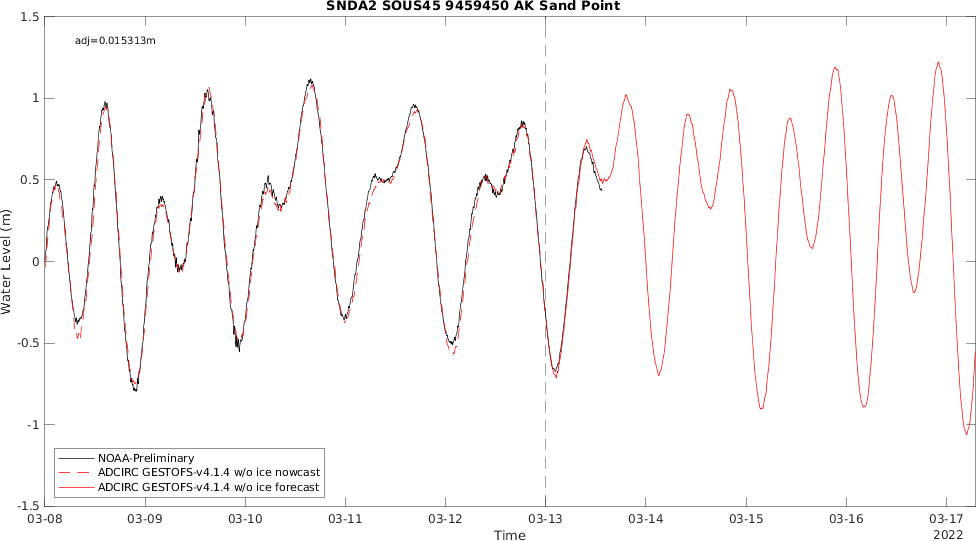 SNDA2 SOUS45 9459450 AK Sand Point
adj=0.015313m
Water Level (m)
1.5
1
0.5
0
-0.5
-1
-1.5
NOAA-Preliminary
ADCIRC GESTOFS-v4.1.4 w/o ice nowcast
ADCIRC GESTOFS-v4.1.4 w/o ice forecast
03-08 03-09 03-10 03-11 03-12 03-13 03-14 03-15 03-16 03-17
Time
2022